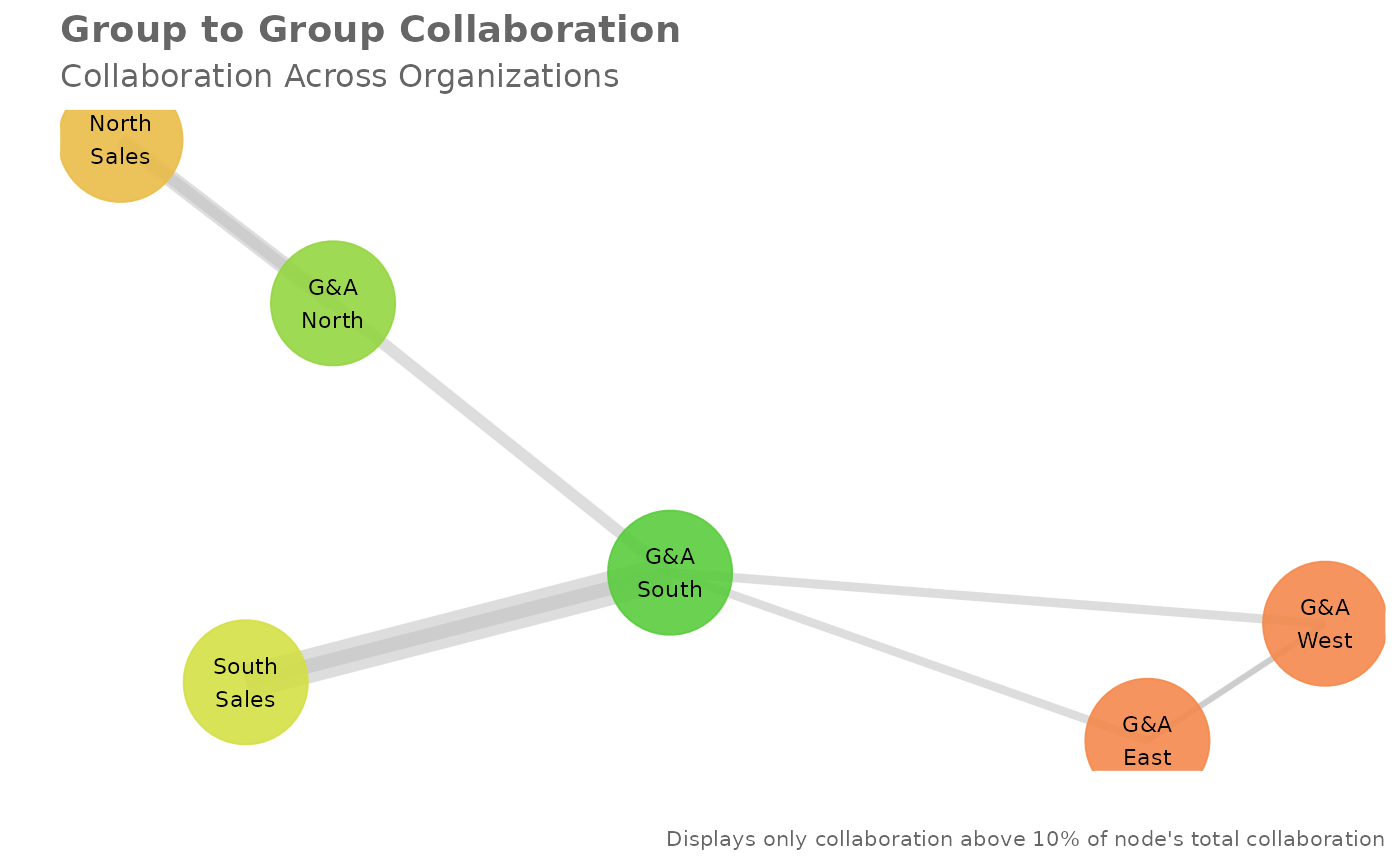 Group to Group Collaboration
Collaboration Across Organizations
North
Sales
G&A
North
G&A
South
G&A
West
South
Sales
G&A
East
Displays only collaboration above 10% of node's total collaboration